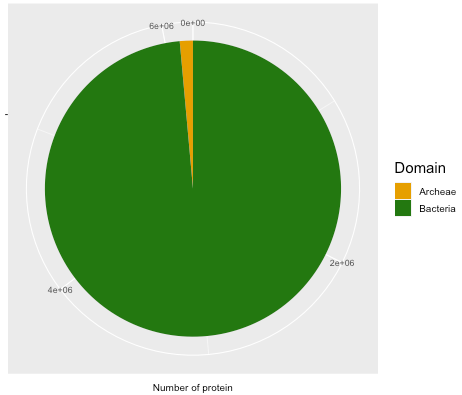 6e+06 0e+00
2e+06
4e+06
Number of protein
Domain
Archeae
Bacteria